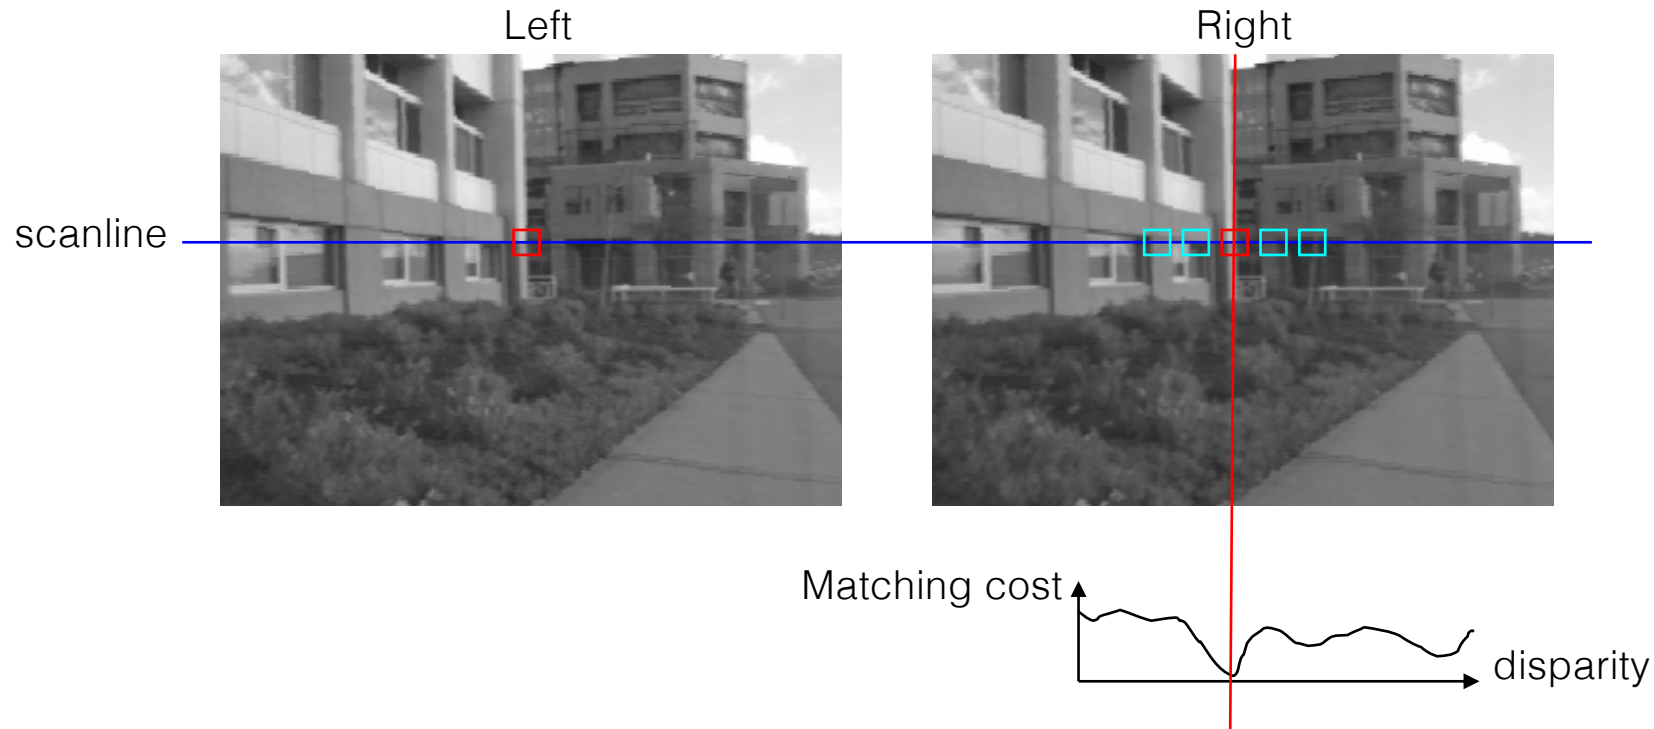 Left
Right
scanline
Matching cost
disparity